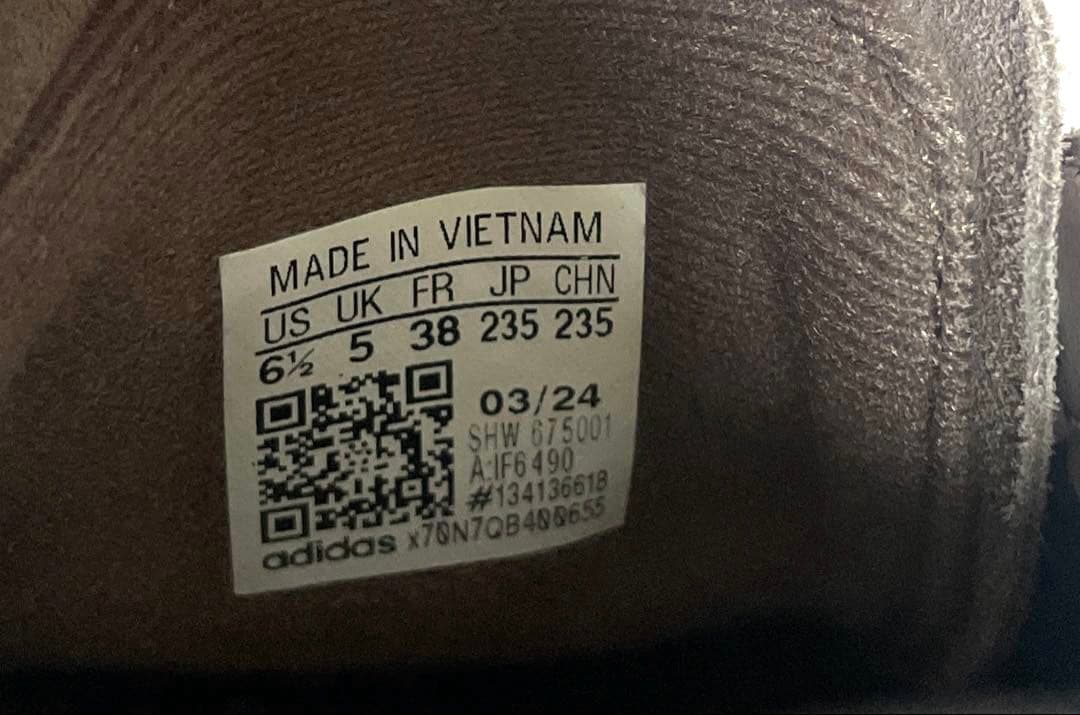 MADE IN VIETNAM
US UK FR JP CHN
6½ 5 38 235 235
03/24
SHW 675001
A:IF6490
#134136618
adidas x70N7QB400655